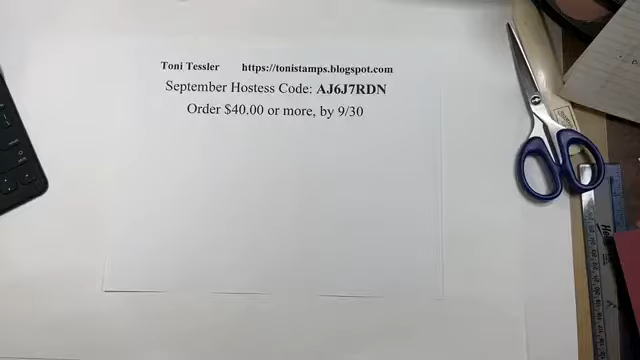 Toni Tessler https://tonistamps.blogspot.com
September Hostess Code: AJ6J7RDN
Order $40.00 or more, by 9/30